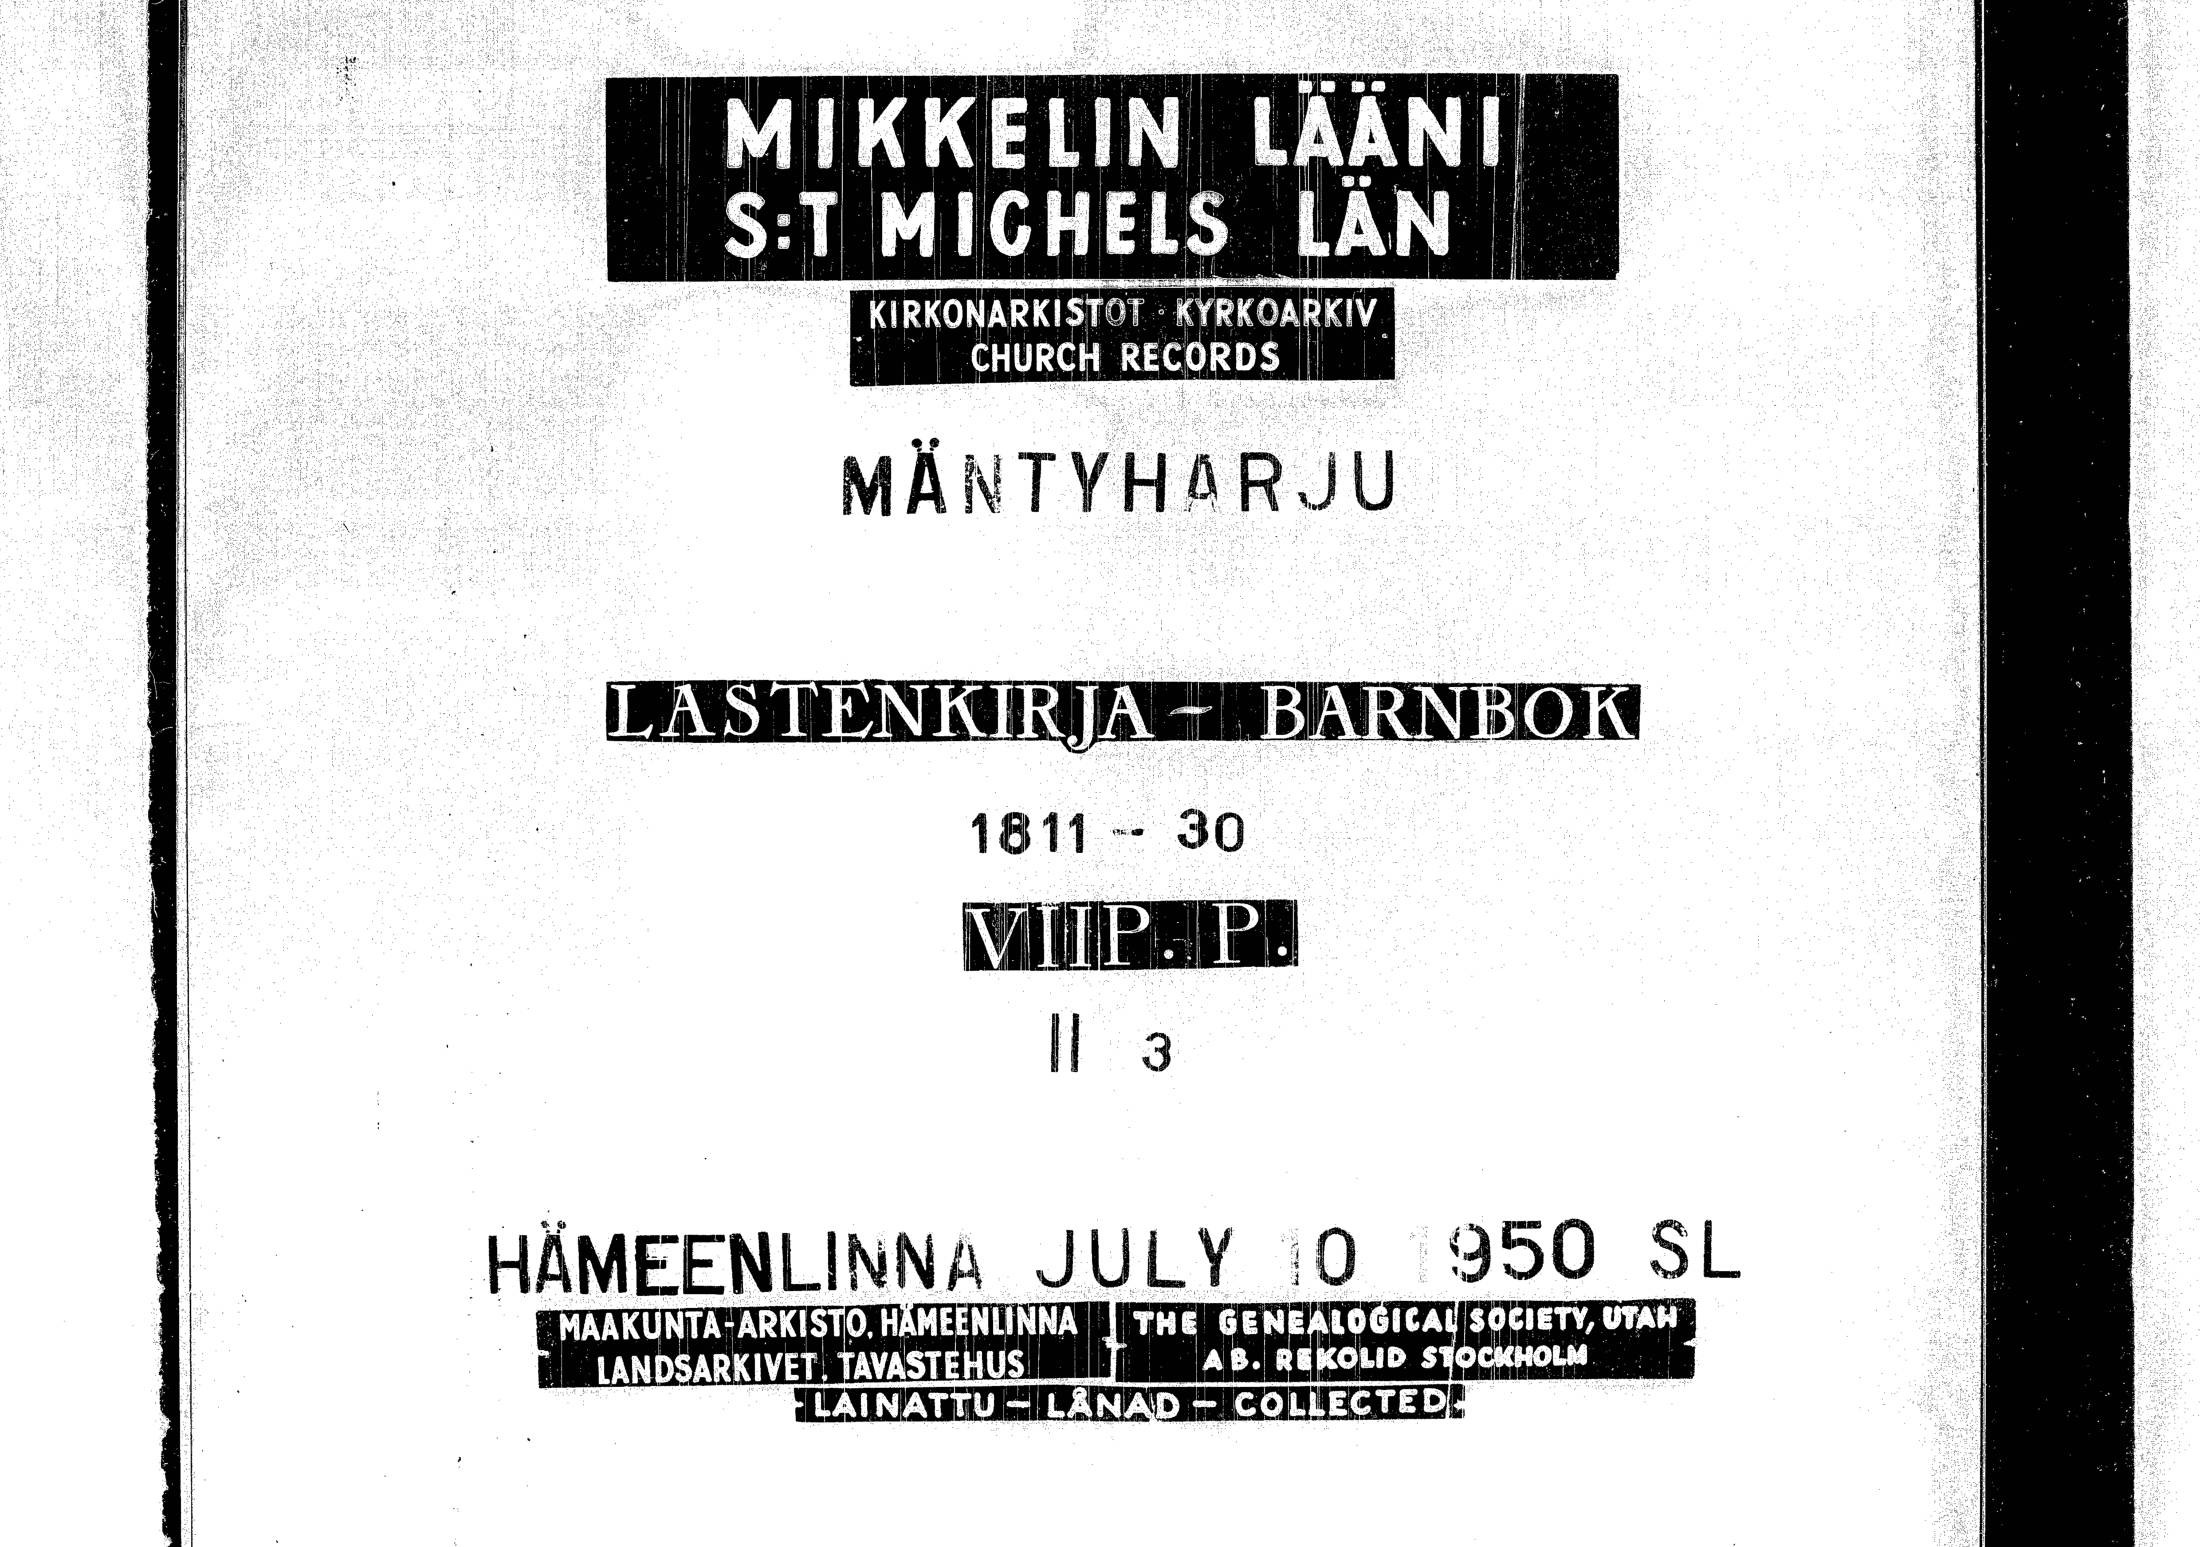 MIKKELIN LÄÄNI
S:T MICHELS LÄN
KIRKONARKISTOT · KYRKOARKIV
CHURCH RECORDS
MÄNTYHARJU
LASTENKIRJA - BARNBOK
1811 - 30
VIIP. P.
II 3
HÄMEENLINNA JULY 10 1950 SL
MAAKUNTA-ARKISTO, HÄMEENLINNA
LANDSARKIVET, TAVASTEHUS
THE GENEALOGICAL SOCIETY, UTAH
AB. REKOLID STOCKHOLM
LAINATTU - LÅNAD - COLLECTED